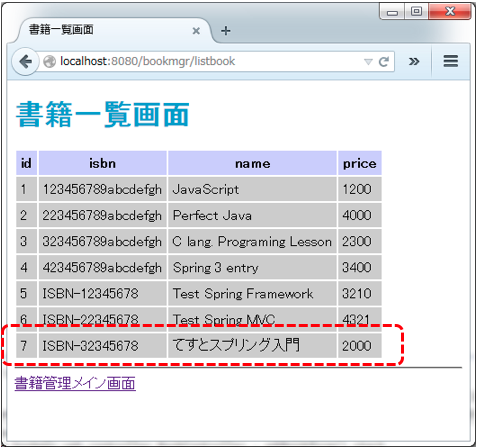 書籍一覧画面
localhost:8080/bookmgr/listbook
書籍一覧画面
id isbn name price
1 123456789abcdefgh JavaScript 1200
2 223456789abcdefgh Perfect Java 4000
3 323456789abcdefgh C lang. Programing Lesson 2300
4 423456789abcdefgh Spring 3 entry 3400
5 ISBN-12345678 Test Spring Framework 3210
6 ISBN-22345678 Test Spring MVC 4321
7 ISBN-32345678 てすとスプリング入門 2000
書籍管理メイン画面